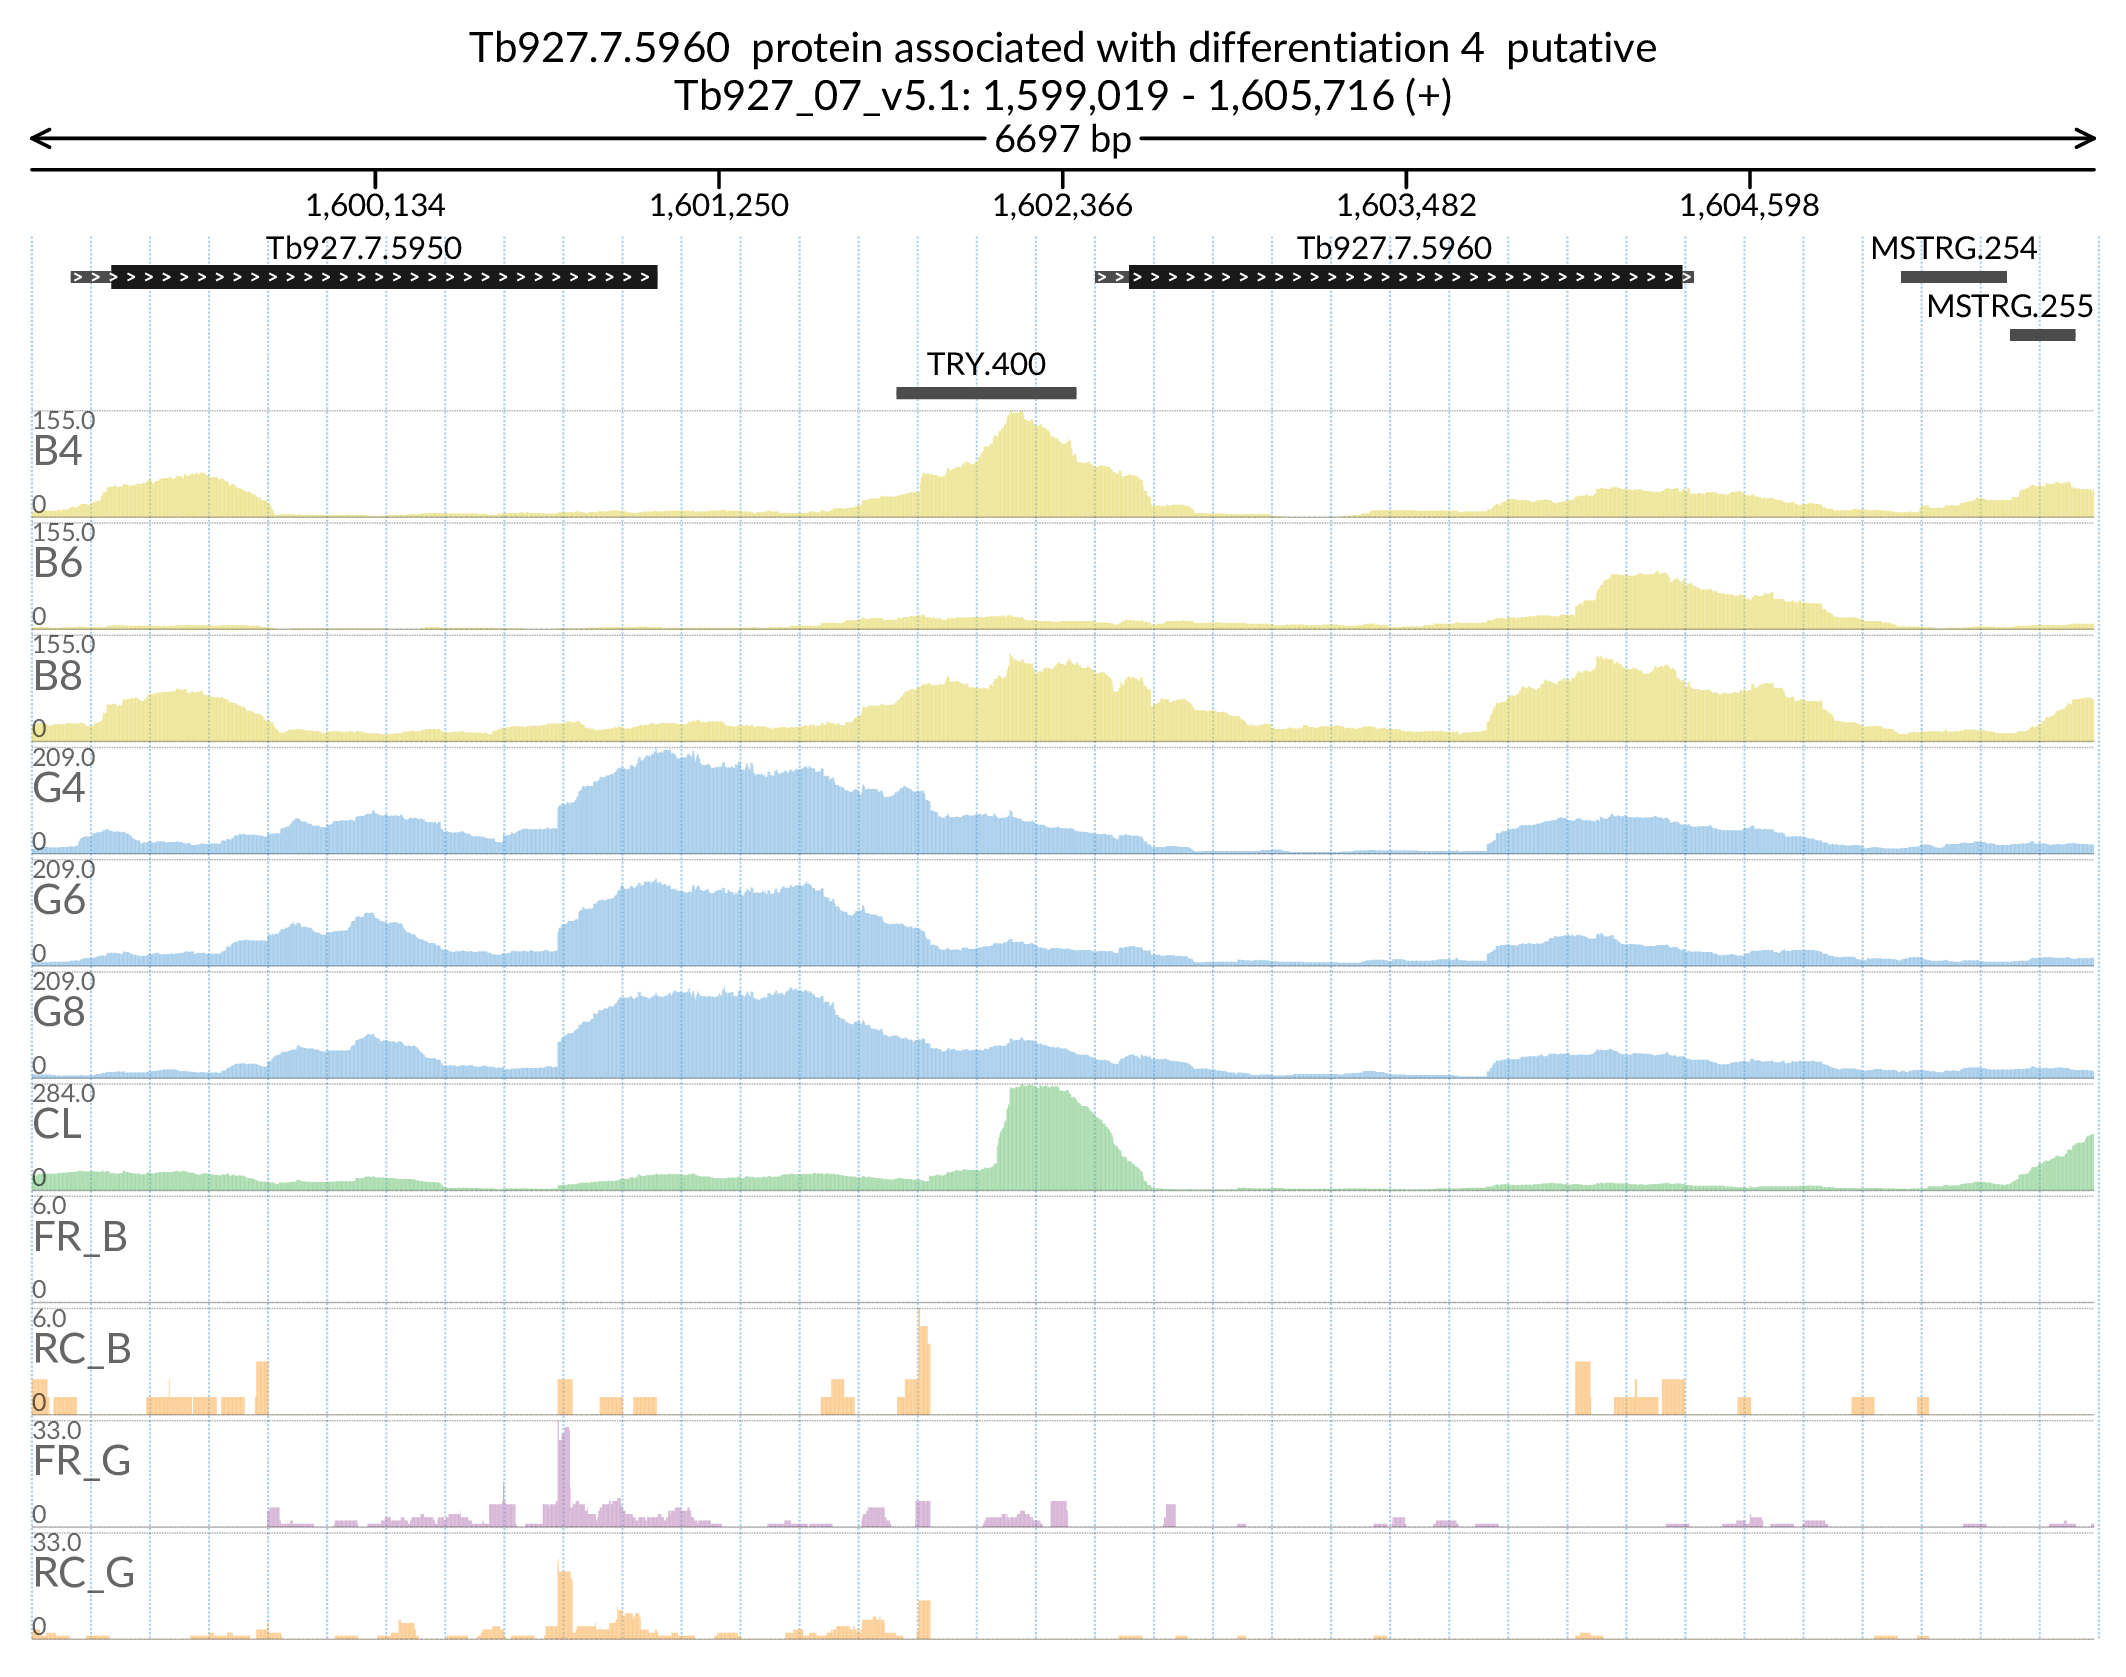 Tb927.7.5960  protein associated with differentiation 4  putative
Tb927_07_v5.1: 1,599,019 - 1,605,716 (+)
6697 bp
1,600,134 1,601,250 1,602,366 1,603,482 1,604,598
Tb927.7.5950 Tb927.7.5960 MSTRG.254
MSTRG.255
TRY.400
155.0
B4
0
155.0
B6
0
155.0
B8
0
209.0
G4
0
209.0
G6
0
209.0
G8
0
284.0
CL
0
6.0
FR_B
0
6.0
RC_B
0
33.0
FR_G
0
33.0
RC_G
0